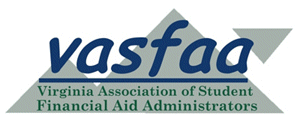 vasfaa
Virginia Association of Student
Financial Aid Administrators